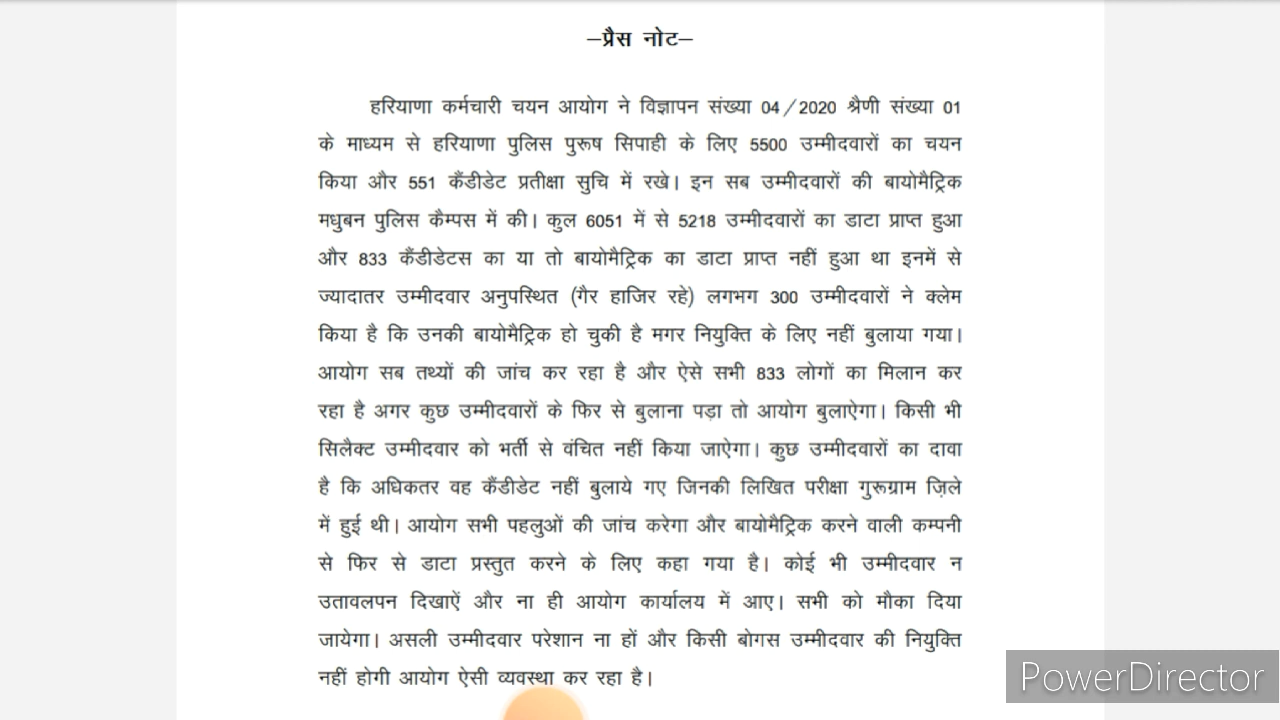 –प्रैस नोट–
हरियाणा कर्मचारी चयन आयोग ने विज्ञापन संख्या 04/2020 श्रैणी संख्या 01
के माध्यम से हरियाणा पुलिस पुरूष सिपाही के लिए 5500 उम्मीदवारों का चयन
किया और 551 कैंडीडेट प्रतीक्षा सुचि में रखे। इन सब उम्मीदवारों की बायोमैट्रिक
मधुबन पुलिस कैम्पस में की। कुल 6051 में से 5218 उम्मीदवारों का डाटा प्राप्त हुआ
और 833 कैंडीडेटस का या तो बायोमैट्रिक का डाटा प्राप्त नहीं हुआ था इनमें से
ज्यादातर उम्मीदवार अनुपस्थित (गैर हाजिर रहे) लगभग 300 उम्मीदवारों ने क्लेम
किया है कि उनकी बायोमैट्रिक हो चुकी है मगर नियुक्ति के लिए नहीं बुलाया गया।
आयोग सब तथ्यों की जांच कर रहा है और ऐसे सभी 833 लोगों का मिलान कर
रहा है अगर कुछ उम्मीदवारों के फिर से बुलाना पड़ा तो आयोग बुलाऐगा। किसी भी
सिलैक्ट उम्मीदवार को भर्ती से वंचित नहीं किया जाऐगा। कुछ उम्मीदवारों का दावा
है कि अधिकतर वह कैंडीडेट नहीं बुलाये गए जिनकी लिखित परीक्षा गुरूग्राम ज़िले
में हुई थी। आयोग सभी पहलुओं की जांच करेगा और बायोमैट्रिक करने वाली कम्पनी
से फिर से डाटा प्रस्तुत करने के लिए कहा गया है। कोई भी उम्मीदवार न
उतावलपन दिखाऐं और ना ही आयोग कार्यालय में आए। सभी को मौका दिया
जायेगा। असली उम्मीदवार परेशान ना हों और किसी बोगस उम्मीदवार की नियुक्ति
नहीं होगी आयोग ऐसी व्यवस्था कर रहा है।
PowerDirector